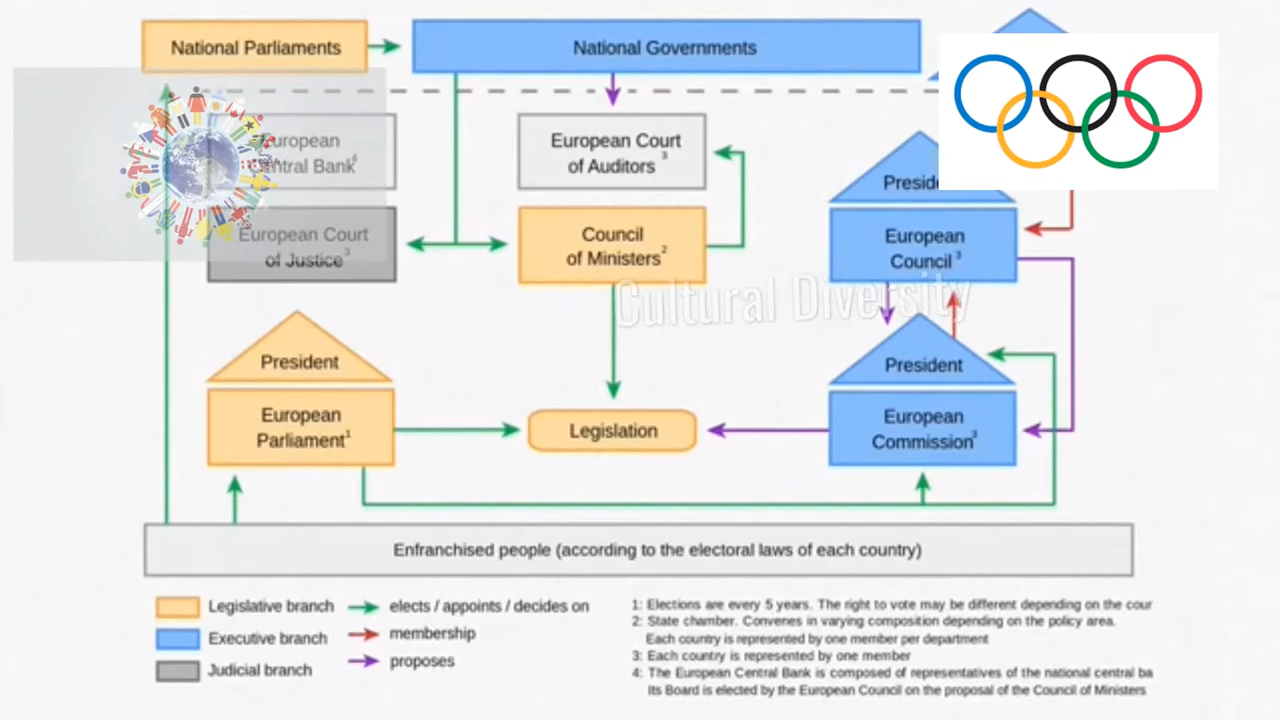 National Parliaments
National Governments
European
Central Bank
European Court
of Auditors 3
European Court
of Justice 3
Council
of Ministers 2
European
Council 3
Cultural Diversity
President
President
European
Parliament 1
Legislation
European
Commission 3
Enfranchised people (according to the electoral laws of each country)
Legislative branch
elects / appoints / decides on
Executive branch
membership
Judicial branch
proposes
1: Elections are every 5 years. The right to vote may be different depending on the cour
2: State chamber. Convenes in varying composition depending on the policy area.
Each country is represented by one member per department
3: Each country is represented by one member
4: The European Central Bank is composed of representatives of the national central ba
Its Board is elected by the European Council on the proposal of the Council of Ministers